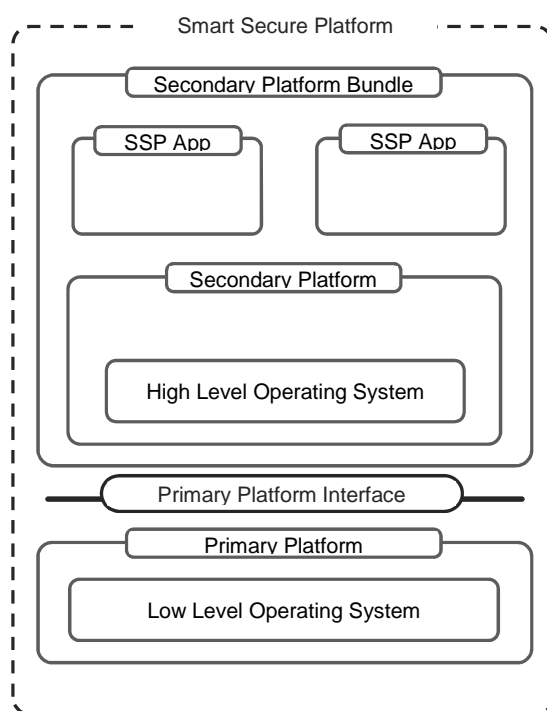 Smart Secure Platform
Secondary Platform Bundle
SSP App
SSP App
Secondary Platform
High Level Operating System
Primary Platform Interface
Primary Platform
Low Level Operating System